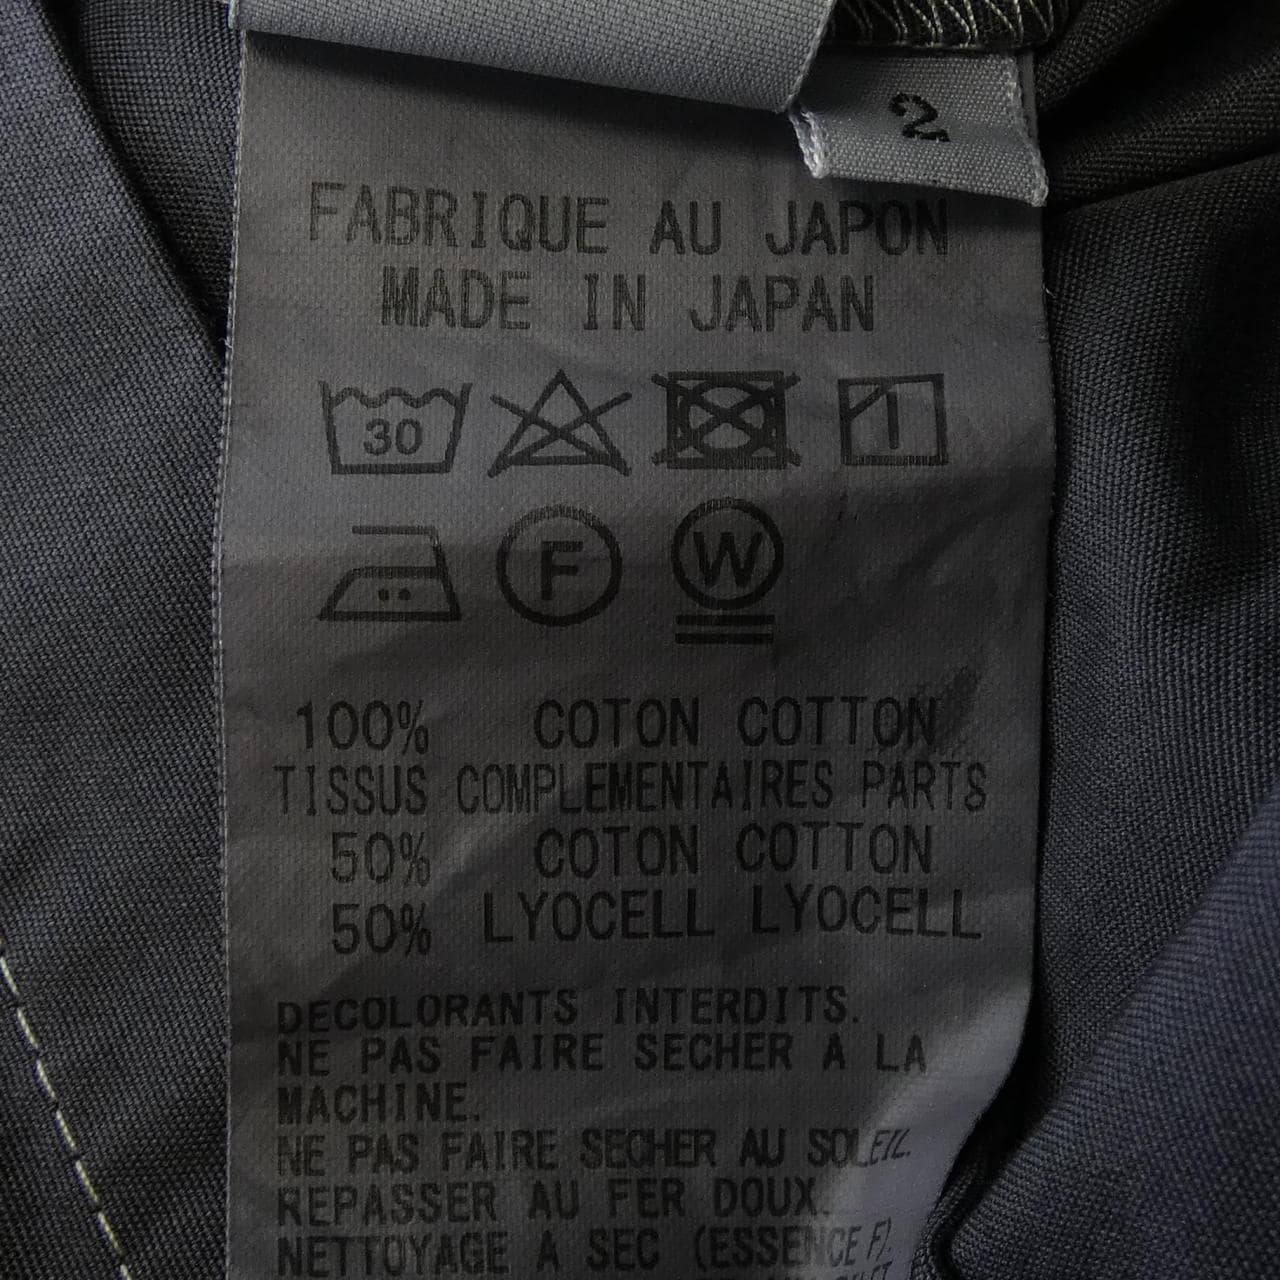 2
FABRIQUE AU JAPON
MADE IN JAPAN
30
F W
100% COTON COTTON
TISSUS COMPLEMENTAIRES PARTS
50% COTON COTTON
50% LYOCELL LYOCELL
DECOLORANTS INTERDITS.
NE PAS FAIRE SECHER A LA
MACHINE.
NE PAS FAIRE SECHER AU SOLEIL.
REPASSER AU FER DOUX.
NETTOYAGE A SEC (ESSENCE F).